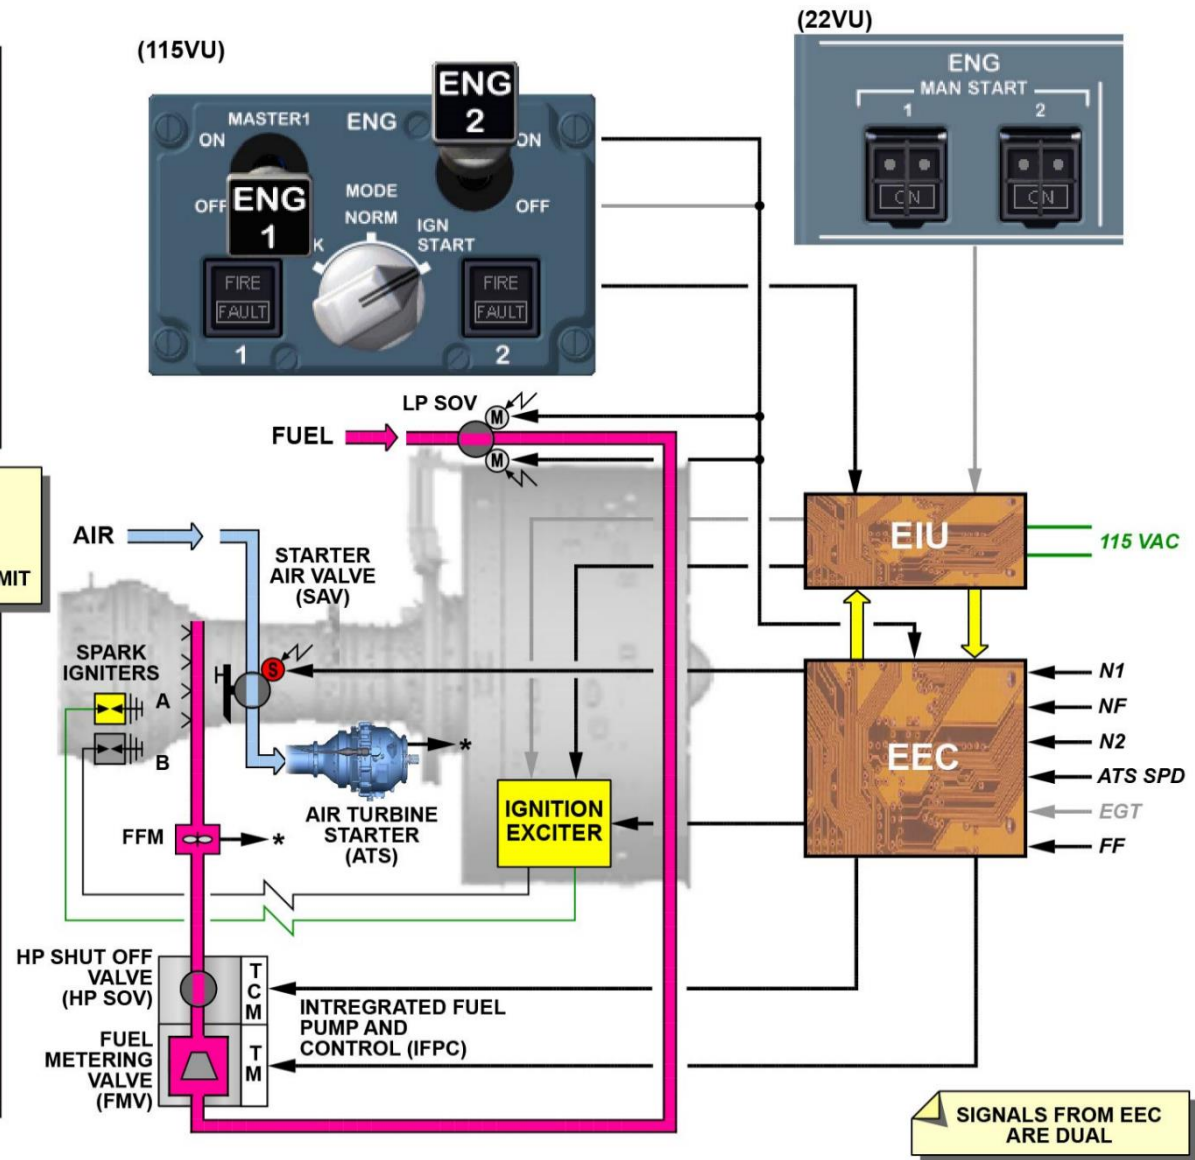 (115VU)
(22VU)
ENG
2
ENG
MAN START
1
2
ON
ON
MASTER1
ENG
ON
ON
OFF
OFF
ENG
1
MODE
NORM
K
IGN
START
FIRE
FAULT
FIRE
FAULT
1
2
LP SOV
M
M
FUEL
AIR
MIT
STARTER
AIR VALVE
(SAV)
EIU
115 VAC
SPARK
IGNITERS
A
B
S
*
AIR TURBINE
STARTER
(ATS)
IGNITION
EXCITER
EEC
N1
NF
N2
ATS SPD
EGT
FF
FFM
*
HP SHUT OFF
VALVE
(HP SOV)
T
C
M
INTREGRATED FUEL
PUMP AND
CONTROL (IFPC)
FUEL
METERING
VALVE
(FMV)
T
M
SIGNALS FROM EEC
ARE DUAL